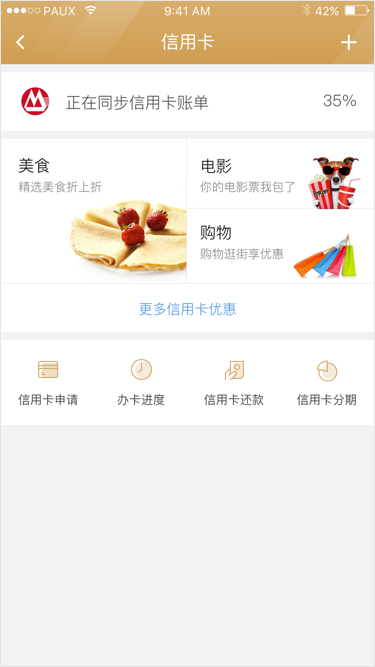 PAUX 9:41 AM 42%
信用卡
正在同步信用卡账单 35%
美食
精选美食折上折
电影
你的电影票我包了
购物
购物逛街享优惠
更多信用卡优惠
信用卡申请 办卡进度 信用卡还款 信用卡分期